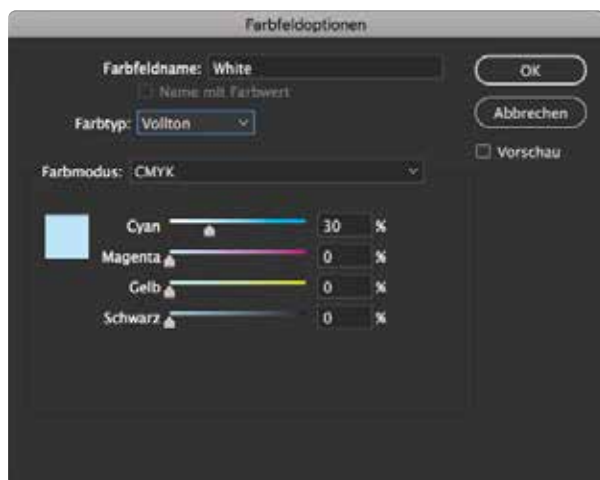 Farbfeldoptionen
Farbfeldname: White
Name mit Farbwert
Farbtyp: Vollton
Farbmodus: CMYK
Cyan 30 %
Magenta 0 %
Gelb 0 %
Schwarz 0 %
OK
Abbrechen
Vorschau